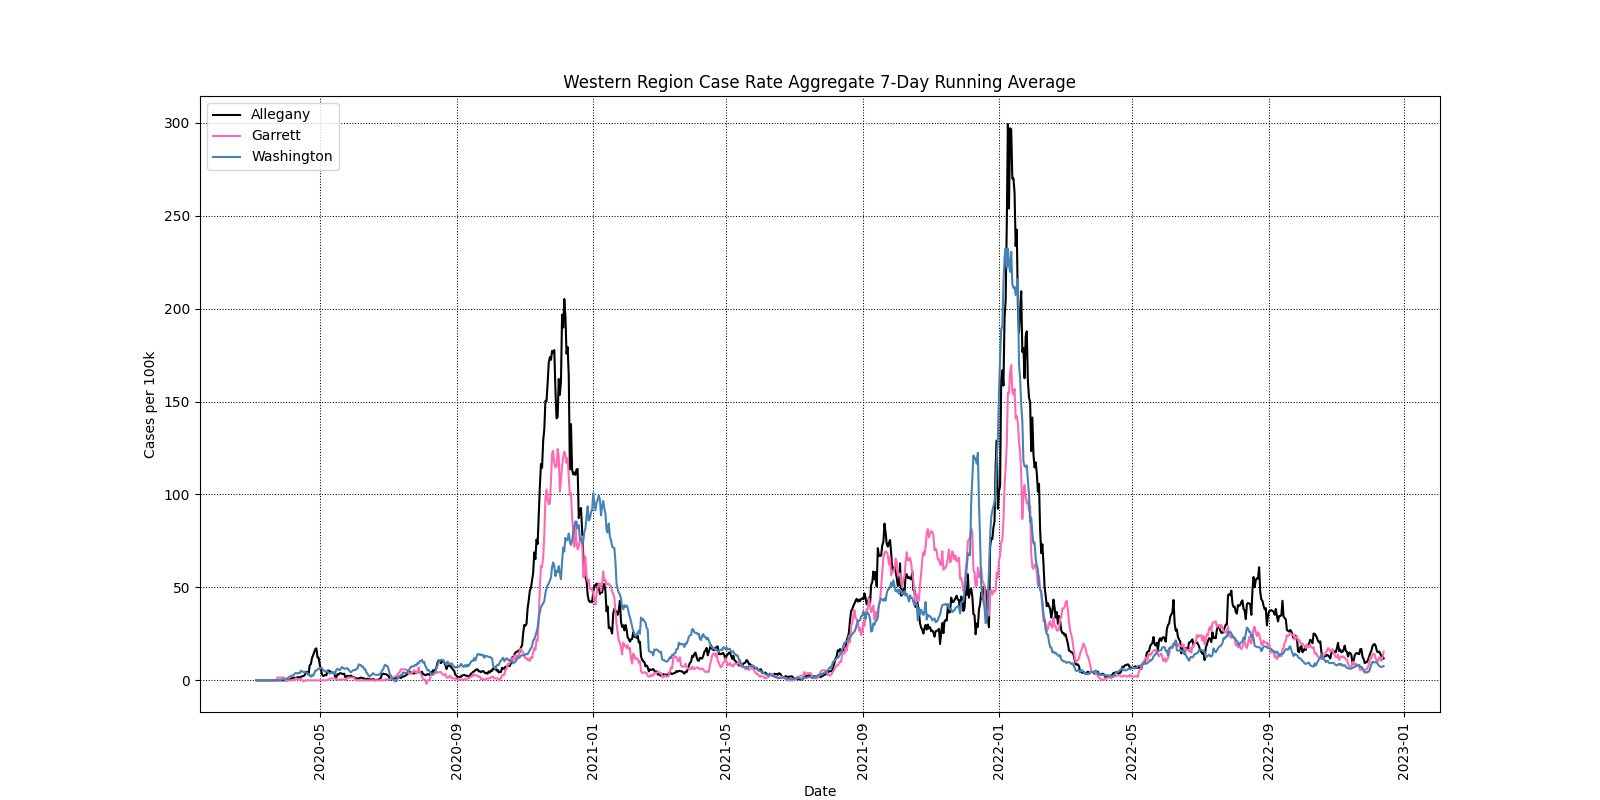 Western Region Case Rate Aggregate 7-Day Running Average
Allegany
Garrett
Washington
300
250
200
150
100
50
0
Cases per 100k
2020-05
2020-09
2021-01
2021-05
2021-09
2022-01
2022-05
2022-09
2023-01
Date